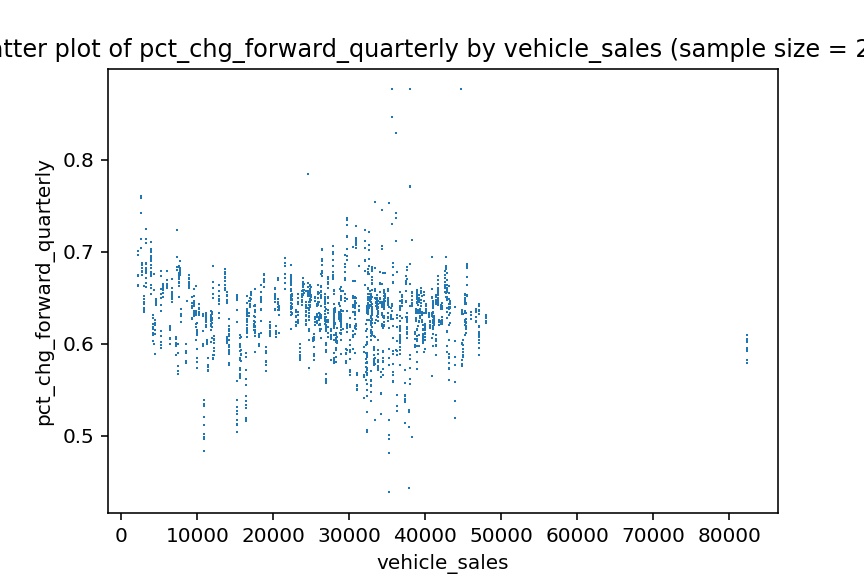 atter plot of pct_chg_forward_quarterly by vehicle_sales (sample size = 2
pct_chg_forward_quarterly
0.8
0.7
0.6
0.5
0 10000 20000 30000 40000 50000 60000 70000 80000
vehicle_sales